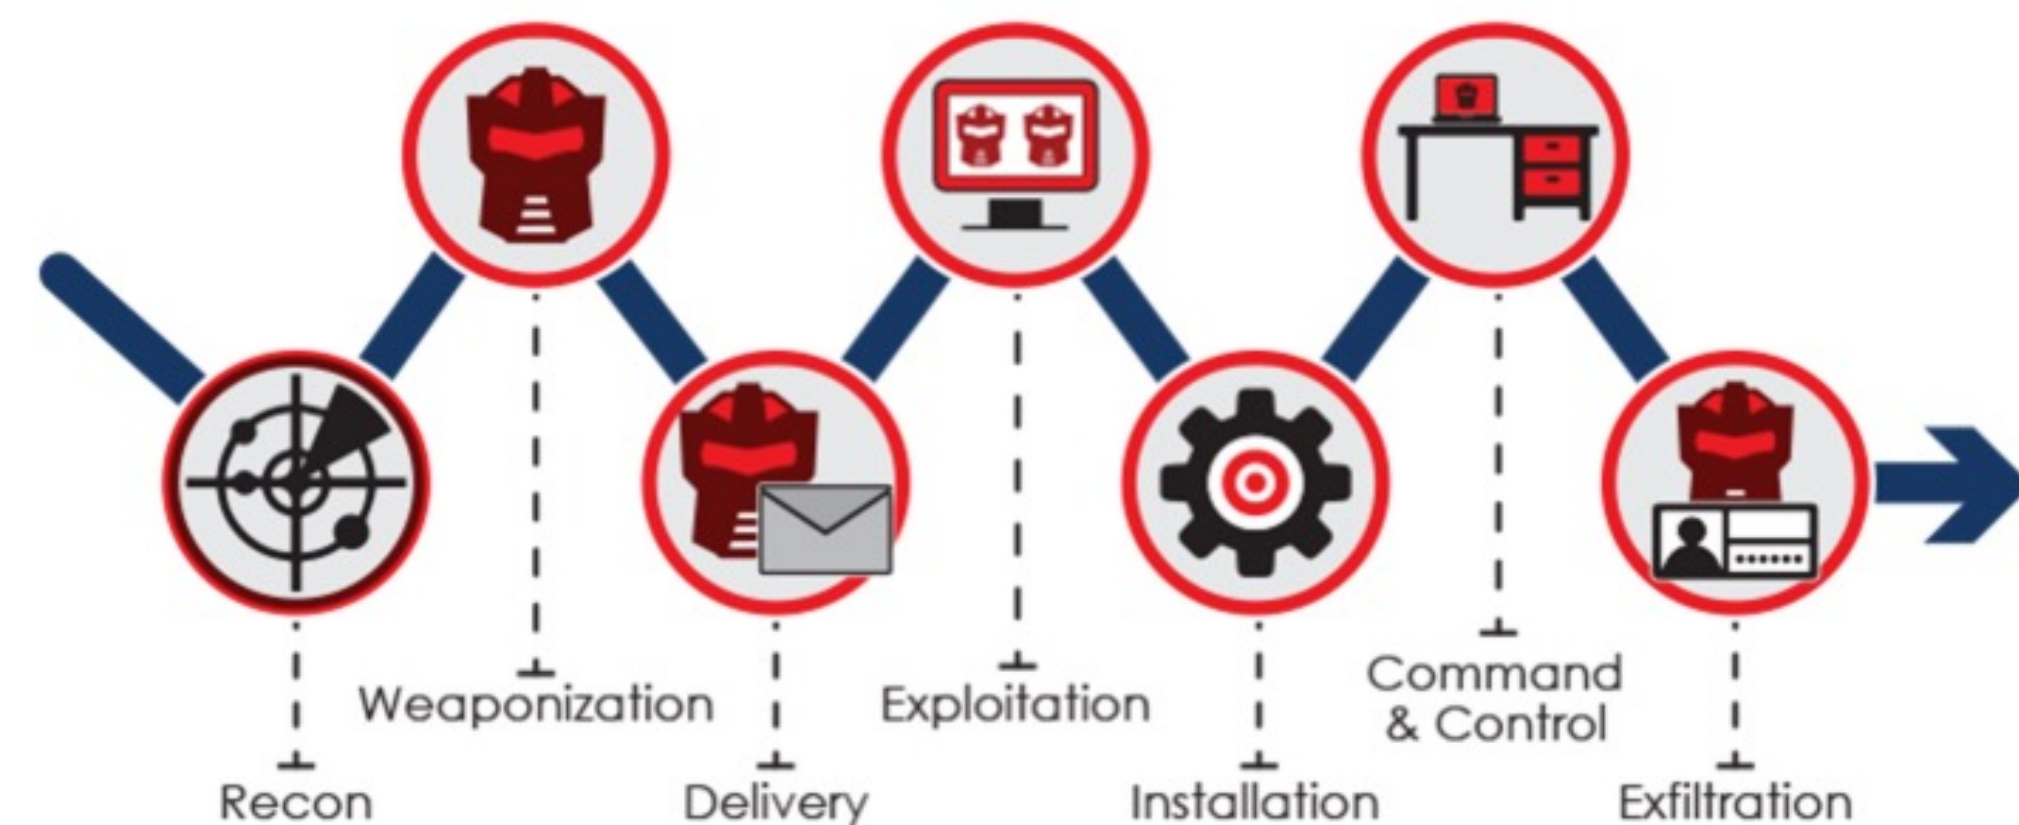 Recon
Weaponization
Delivery
Exploitation
Installation
Command
& Control
Exfiltration